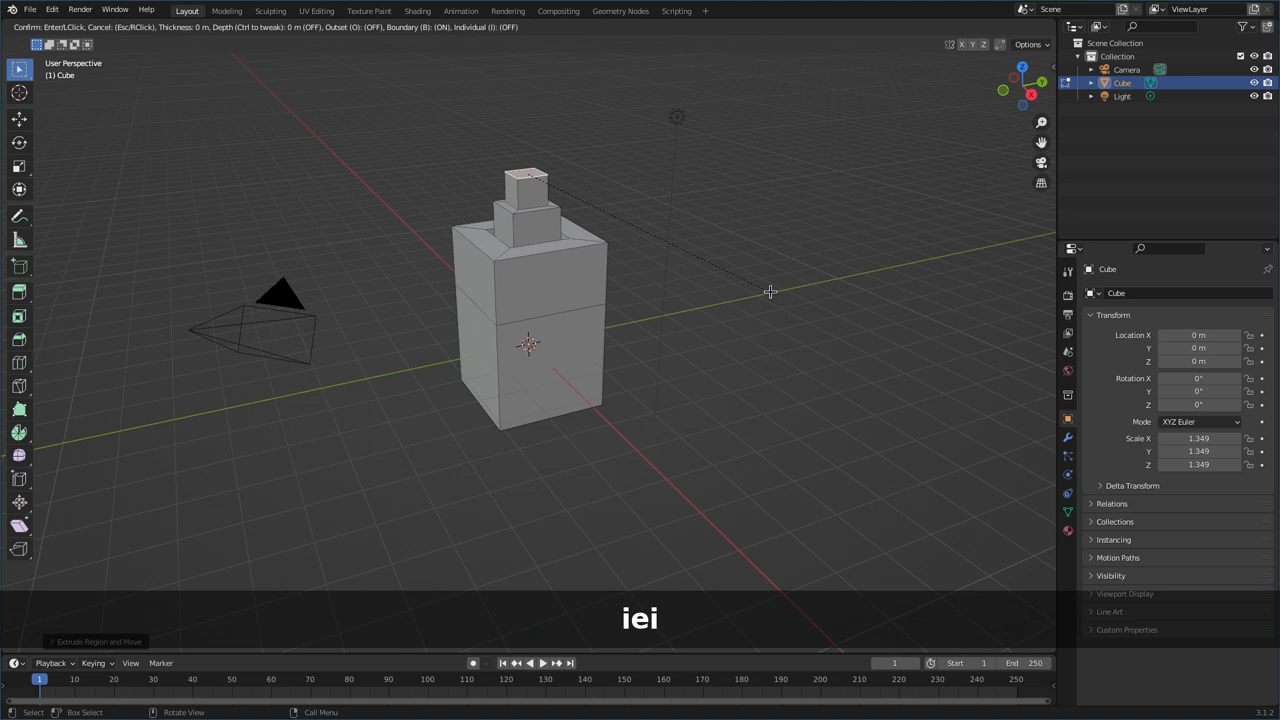 File Edit Render Window Help Layout Modeling Sculpting UV Editing Texture Paint Shading Animation Rendering Compositing Geometry Nodes Scripting + Scene ViewLayer
Confirm: Enter/LClick, Cancel: (Esc/RClick), Thickness: 0 m, Depth (Ctrl to tweak): 0 m (OFF), Outset (O): (OFF), Boundary (B): (ON), Individual (I): (OFF)
X Y Z Options
User Perspective
(1) Cube
Z
Y
X
Scene Collection
Collection
Camera
Cube
Light
Cube
Cube
Transform
Location X 0 m
Y 0 m
Z 0 m
Rotation X 0°
Y 0°
Z 0°
Mode XYZ Euler
Scale X 1.349
Y 1.349
Z 1.349
Delta Transform
Relations
Collections
Instancing
Motion Paths
Visibility
Viewport Display
Line Art
Custom Properties
iei
Extrude Region and Move
Playback Keying View Marker 1 Start 1 End 250
1 10 20 30 40 50 60 70 80 90 100 110 120 130 140 150 160 170 180 190 200 210 220 230 240 250
Select Box Select Rotate View Call Menu 3.1.2